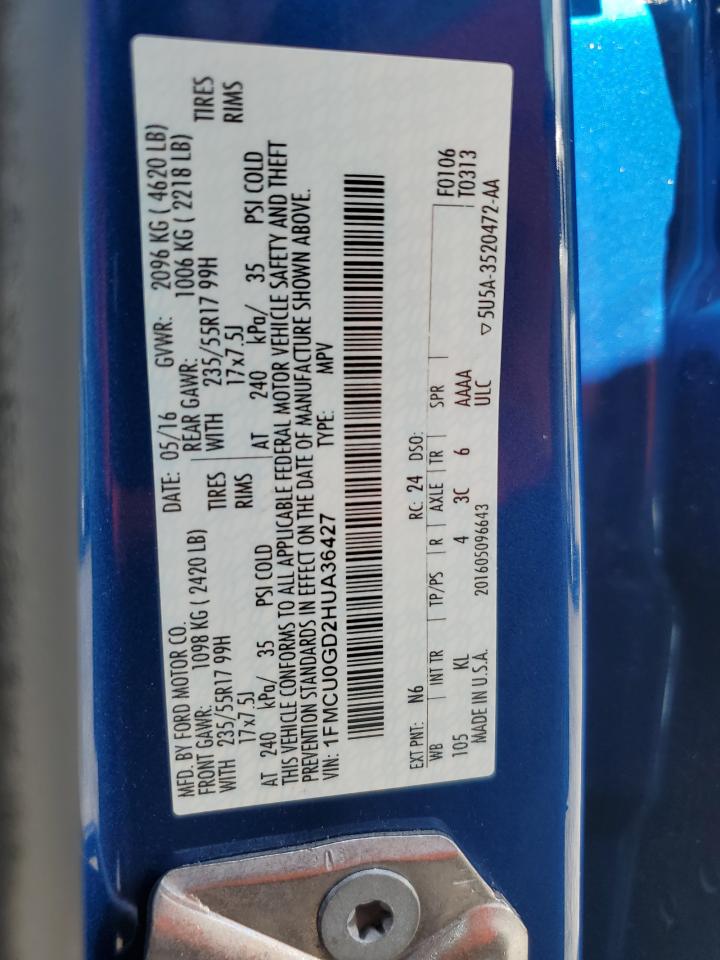 MFD. BY FORD MOTOR CO.
DATE: 05/16 GVWR: 2096 KG ( 4620 LB)
FRONT GAWR: 1098 KG ( 2420 LB)
REAR GAWR: 1006 KG ( 2218 LB)
WITH 235/55R17 99H TIRES
WITH 235/55R17 99H TIRES
17x7.5J RIMS
17x7.5J RIMS
AT 240 kPa/ 35 PSI COLD
AT 240 kPa/ 35 PSI COLD
THIS VEHICLE CONFORMS TO ALL APPLICABLE FEDERAL MOTOR VEHICLE SAFETY AND THEFT
PREVENTION STANDARDS IN EFFECT ON THE DATE OF MANUFACTURE SHOWN ABOVE.
VIN: 1FMCU0GD2HUA36427 TYPE: MPV
EXT PNT: N6 RC: 24 DSO: F0106
WB INT TR TP/PS R AXLE TR SPR T0313
105 KL 4 3C 6 AAAA
MADE IN U.S.A. 201605096643 ULC ▽5U5A-3520472-AA